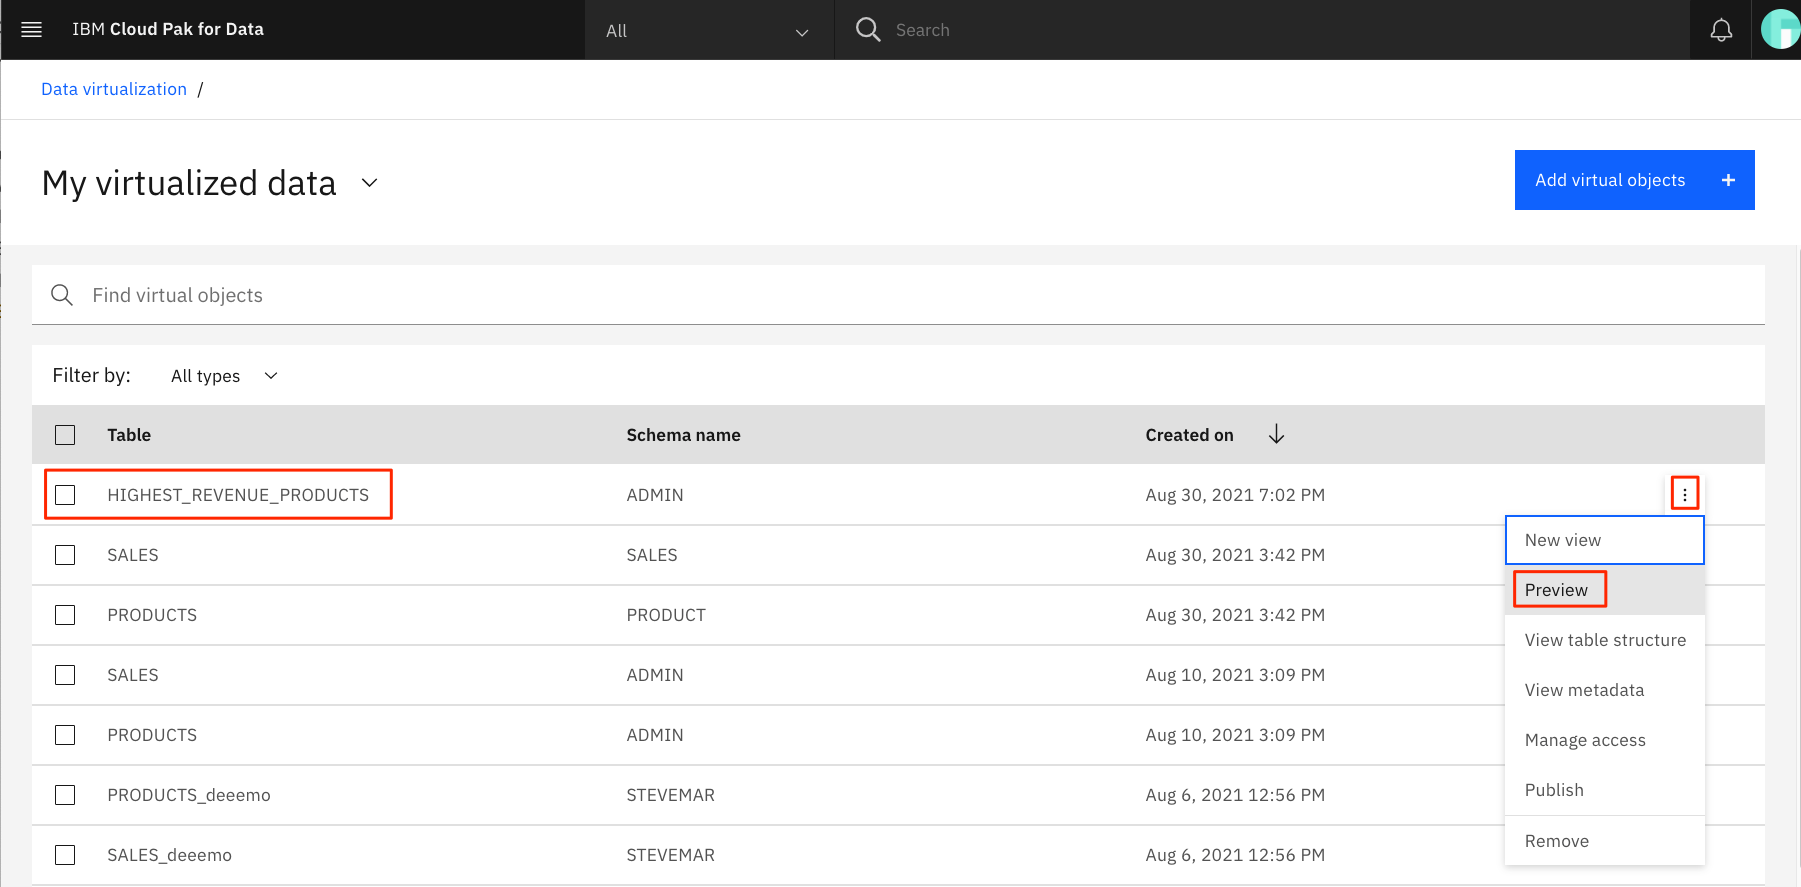 IBM Cloud Pak for Data All Search
Data virtualization /
My virtualized data Add virtual objects +
Find virtual objects
Filter by: All types
Table Schema name Created on
HIGHEST_REVENUE_PRODUCTS ADMIN Aug 30, 2021 7:02 PM
SALES SALES Aug 30, 2021 3:42 PM
PRODUCTS PRODUCT Aug 30, 2021 3:42 PM
SALES ADMIN Aug 10, 2021 3:09 PM
PRODUCTS ADMIN Aug 10, 2021 3:09 PM
PRODUCTS_deeemo STEVEMAR Aug 6, 2021 12:56 PM
SALES_deeemo STEVEMAR Aug 6, 2021 12:56 PM
New view
Preview
View table structure
View metadata
Manage access
Publish
Remove